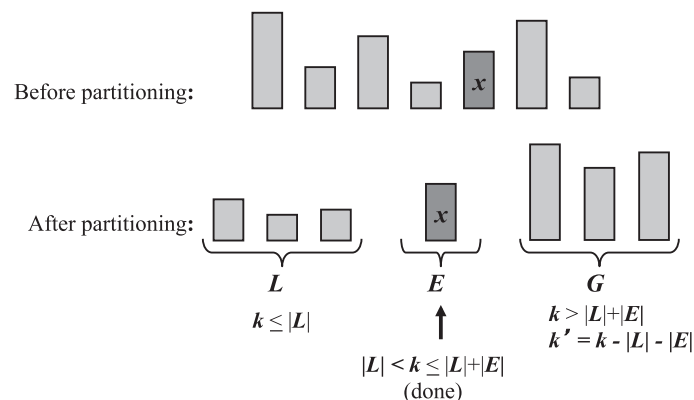 Before partitioning:
x
After partitioning:
x
L
E
G
k ≤ |L|
k > |L|+|E|
k′ = k - |L| - |E|
|L| < k ≤ |L|+|E|
(done)